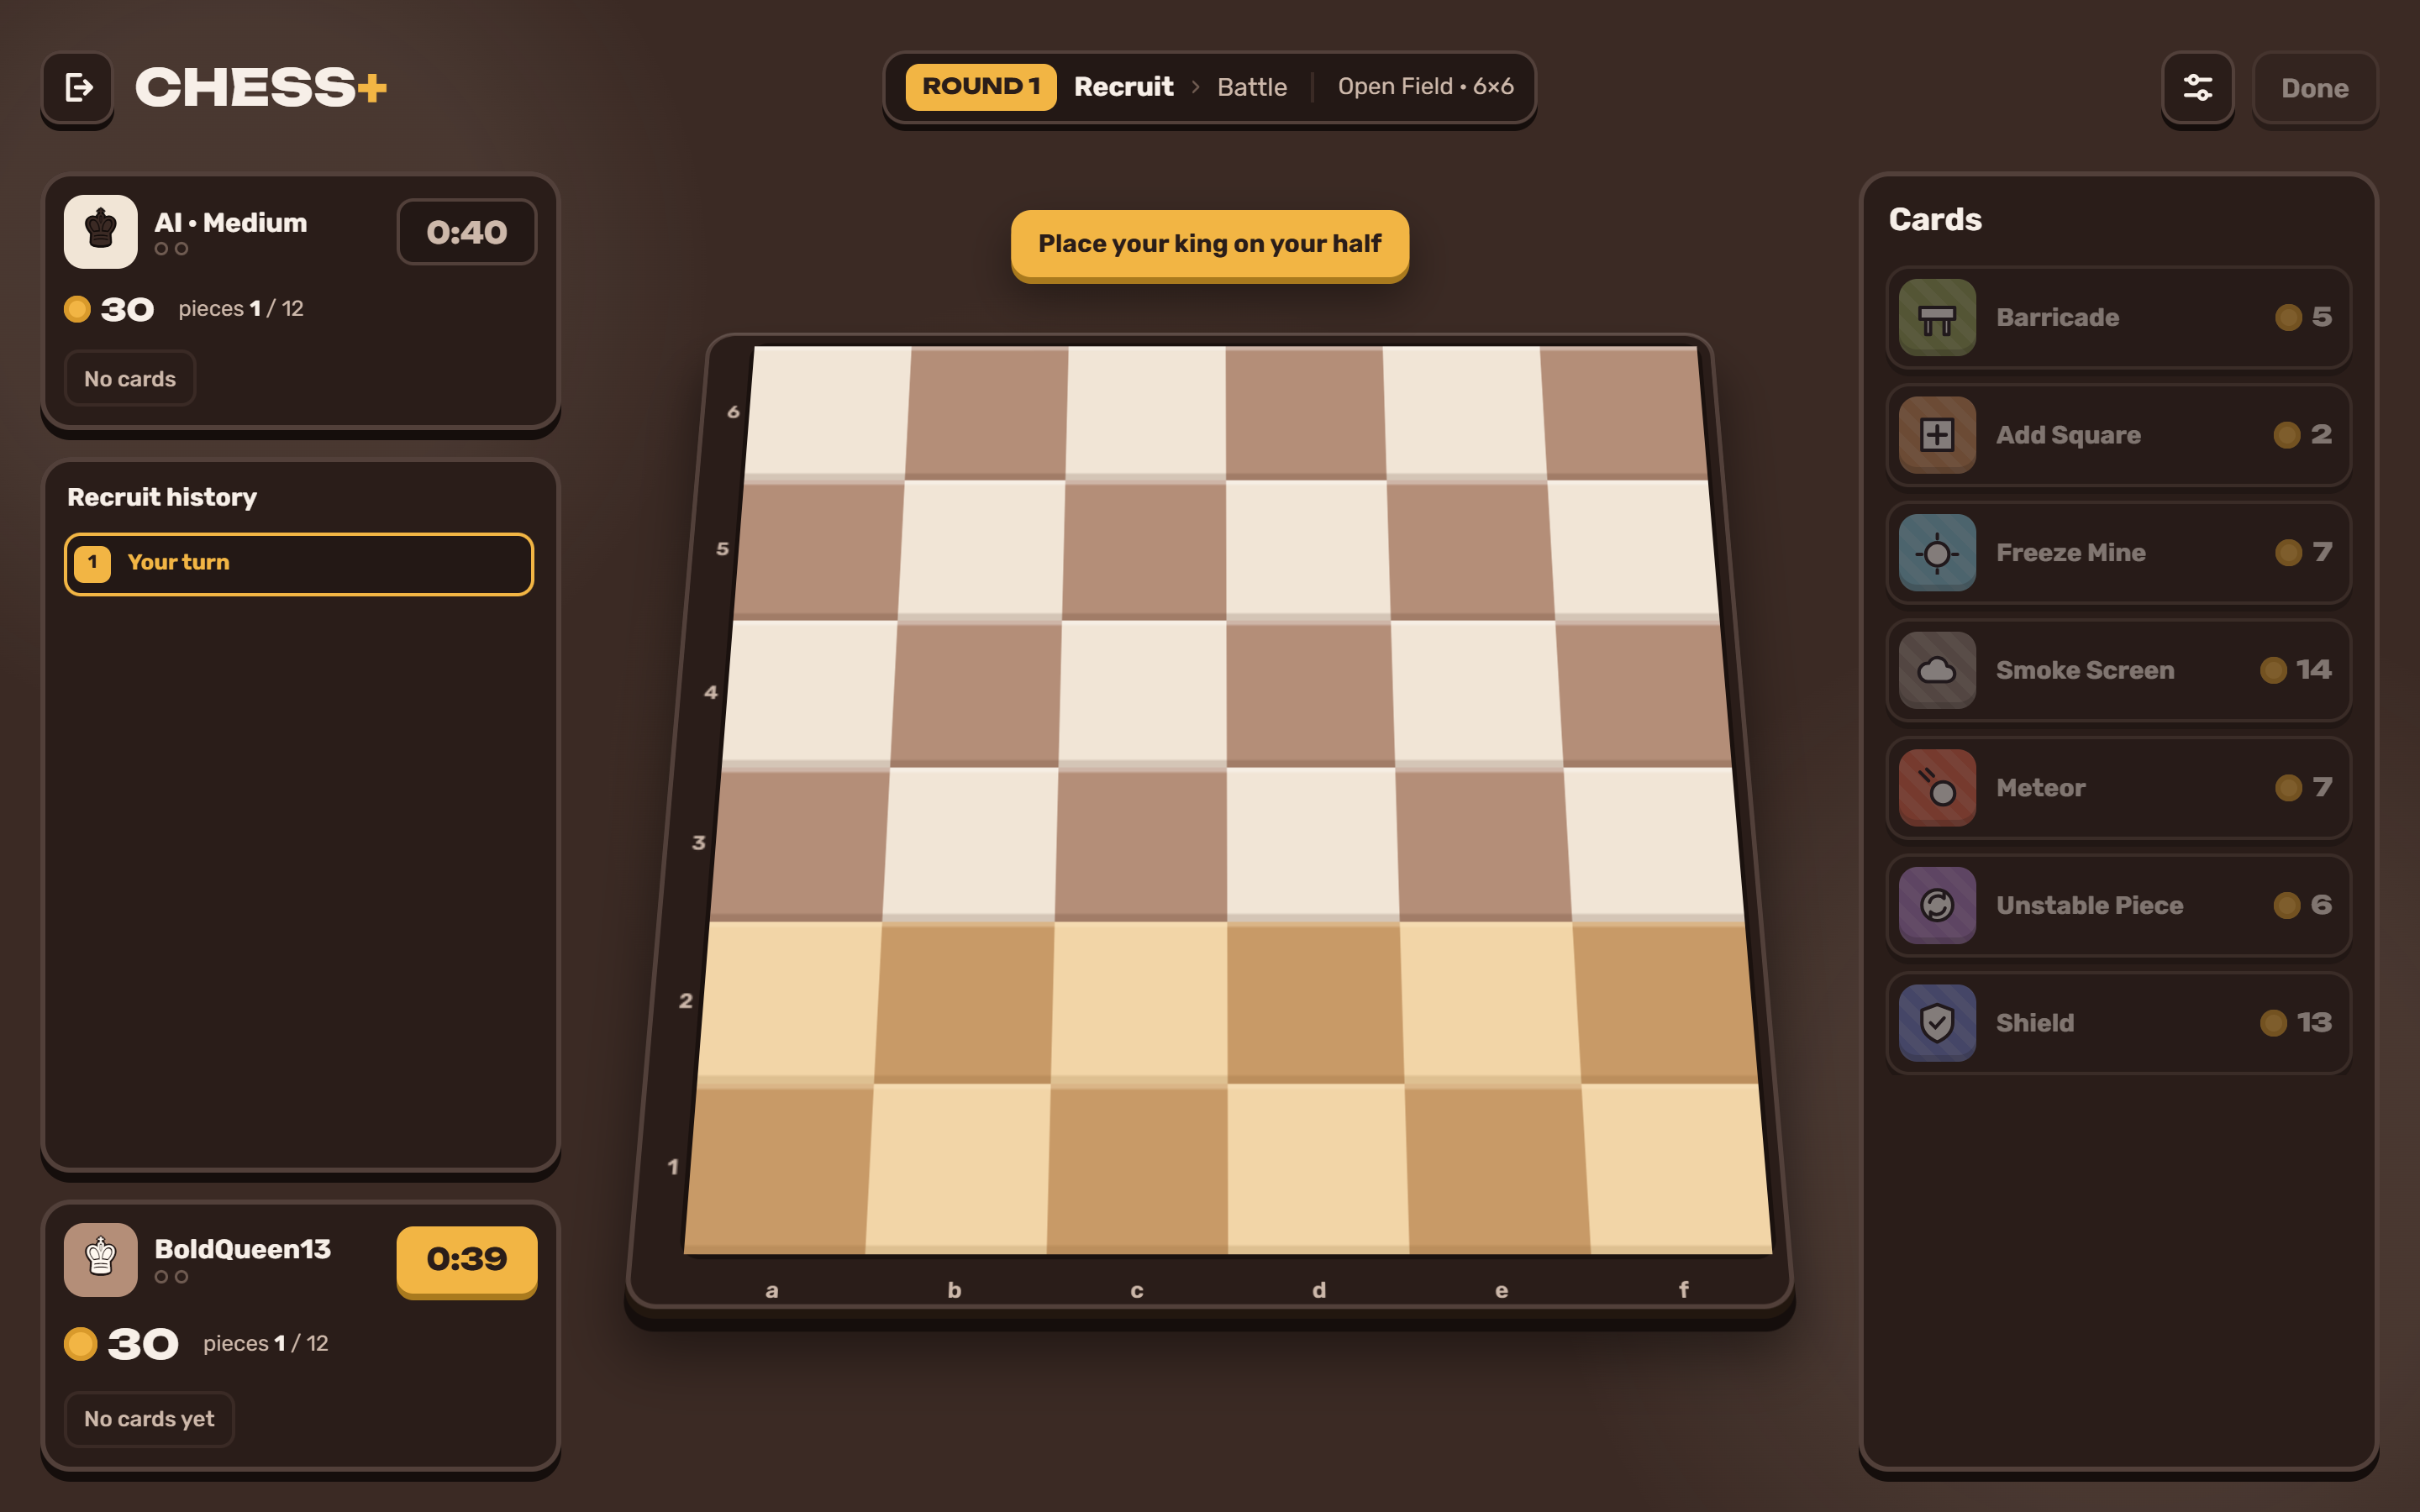 CHESS+
ROUND 1 Recruit › Battle | Open Field • 6×6
Done
AI • Medium
0:40
30 pieces 1 / 12
No cards
Recruit history
1 Your turn
BoldQueen13
0:39
30 pieces 1 / 12
No cards yet
Place your king on your half
6
5
4
3
2
1
a b c d e f
Cards
Barricade 5
Add Square 2
Freeze Mine 7
Smoke Screen 14
Meteor 7
Unstable Piece 6
Shield 13